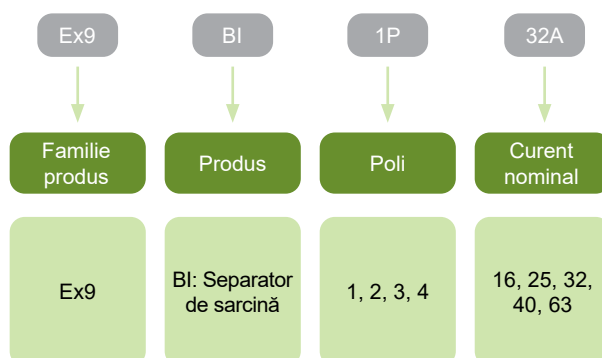 Ex9
BI
1P
32A
Familie
produs
Produs
Poli
Curent
nominal
Ex9
BI: Separator
de sarcină
1, 2, 3, 4
16, 25, 32,
40, 63